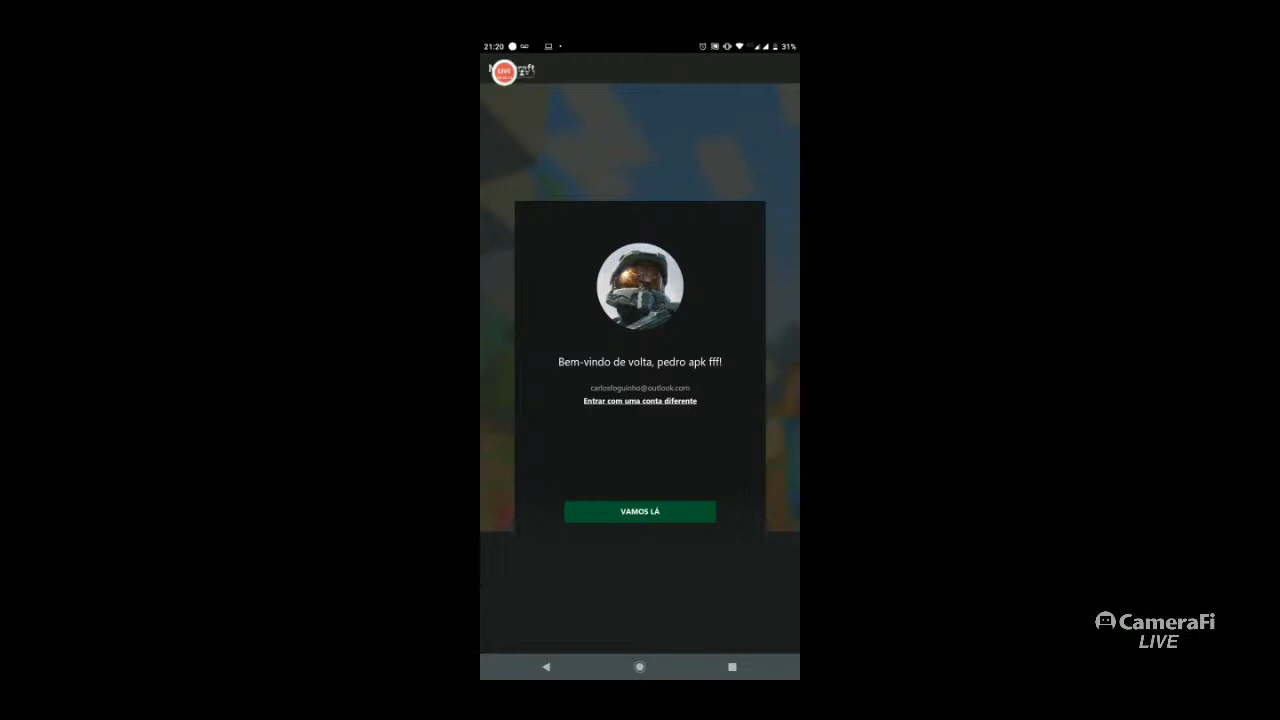 21:20
31%
LIVE
Bem-vindo de volta, pedro apk fff!
carlosfoguinho@outlook.com
Entrar com uma conta diferente
VAMOS LÁ
CameraFi
LIVE